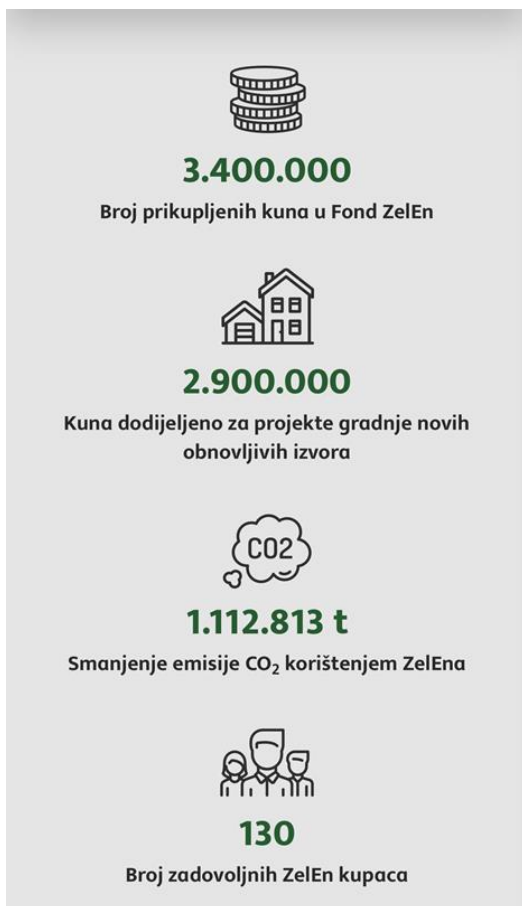 3.400.000
Broj prikupljenih kuna u Fond ZelEn
2.900.000
Kuna dodijeljeno za projekte gradnje novih
obnovljivih izvora
CO2
1.112.813 t
Smanjenje emisije CO₂ korištenjem ZelEna
130
Broj zadovoljnih ZelEn kupaca